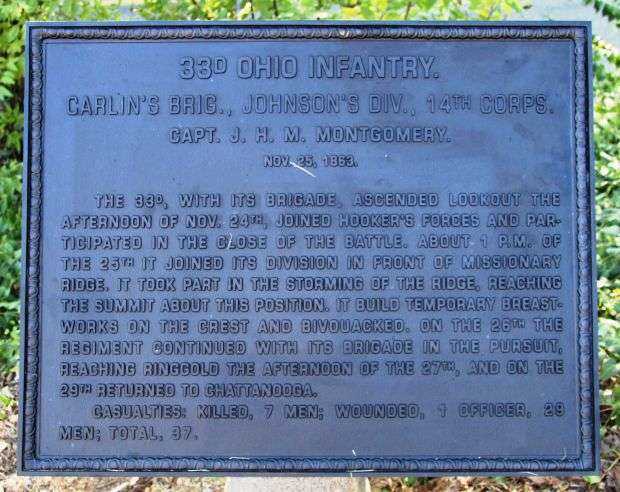 33D OHIO INFANTRY.
CARLIN'S BRIG., JOHNSON'S DIV., 14TH CORPS.
CAPT. J. H. M. MONTGOMERY.
NOV. 25, 1863.
THE 33D, WITH ITS BRIGADE, ASCENDED LOOKOUT THE
AFTERNOON OF NOV. 24TH, JOINED HOOKER'S FORCES AND PAR-
TICIPATED IN THE CLOSE OF THE BATTLE. ABOUT 1 P.M. OF
THE 25TH IT JOINED ITS DIVISION IN FRONT OF MISSIONARY
RIDGE. IT TOOK PART IN THE STORMING OF THE RIDGE, REACHING
THE SUMMIT ABOUT THIS POSITION. IT BUILD TEMPORARY BREAST-
WORKS ON THE CREST AND BIVOUACKED. ON THE 26TH THE
REGIMENT CONTINUED WITH ITS BRIGADE IN THE PURSUIT,
REACHING RINGGOLD THE AFTERNOON OF THE 27TH, AND ON THE
29TH RETURNED TO CHATTANOOGA.
CASUALTIES: KILLED, 7 MEN; WOUNDED, 1 OFFICER, 29
MEN; TOTAL, 37.